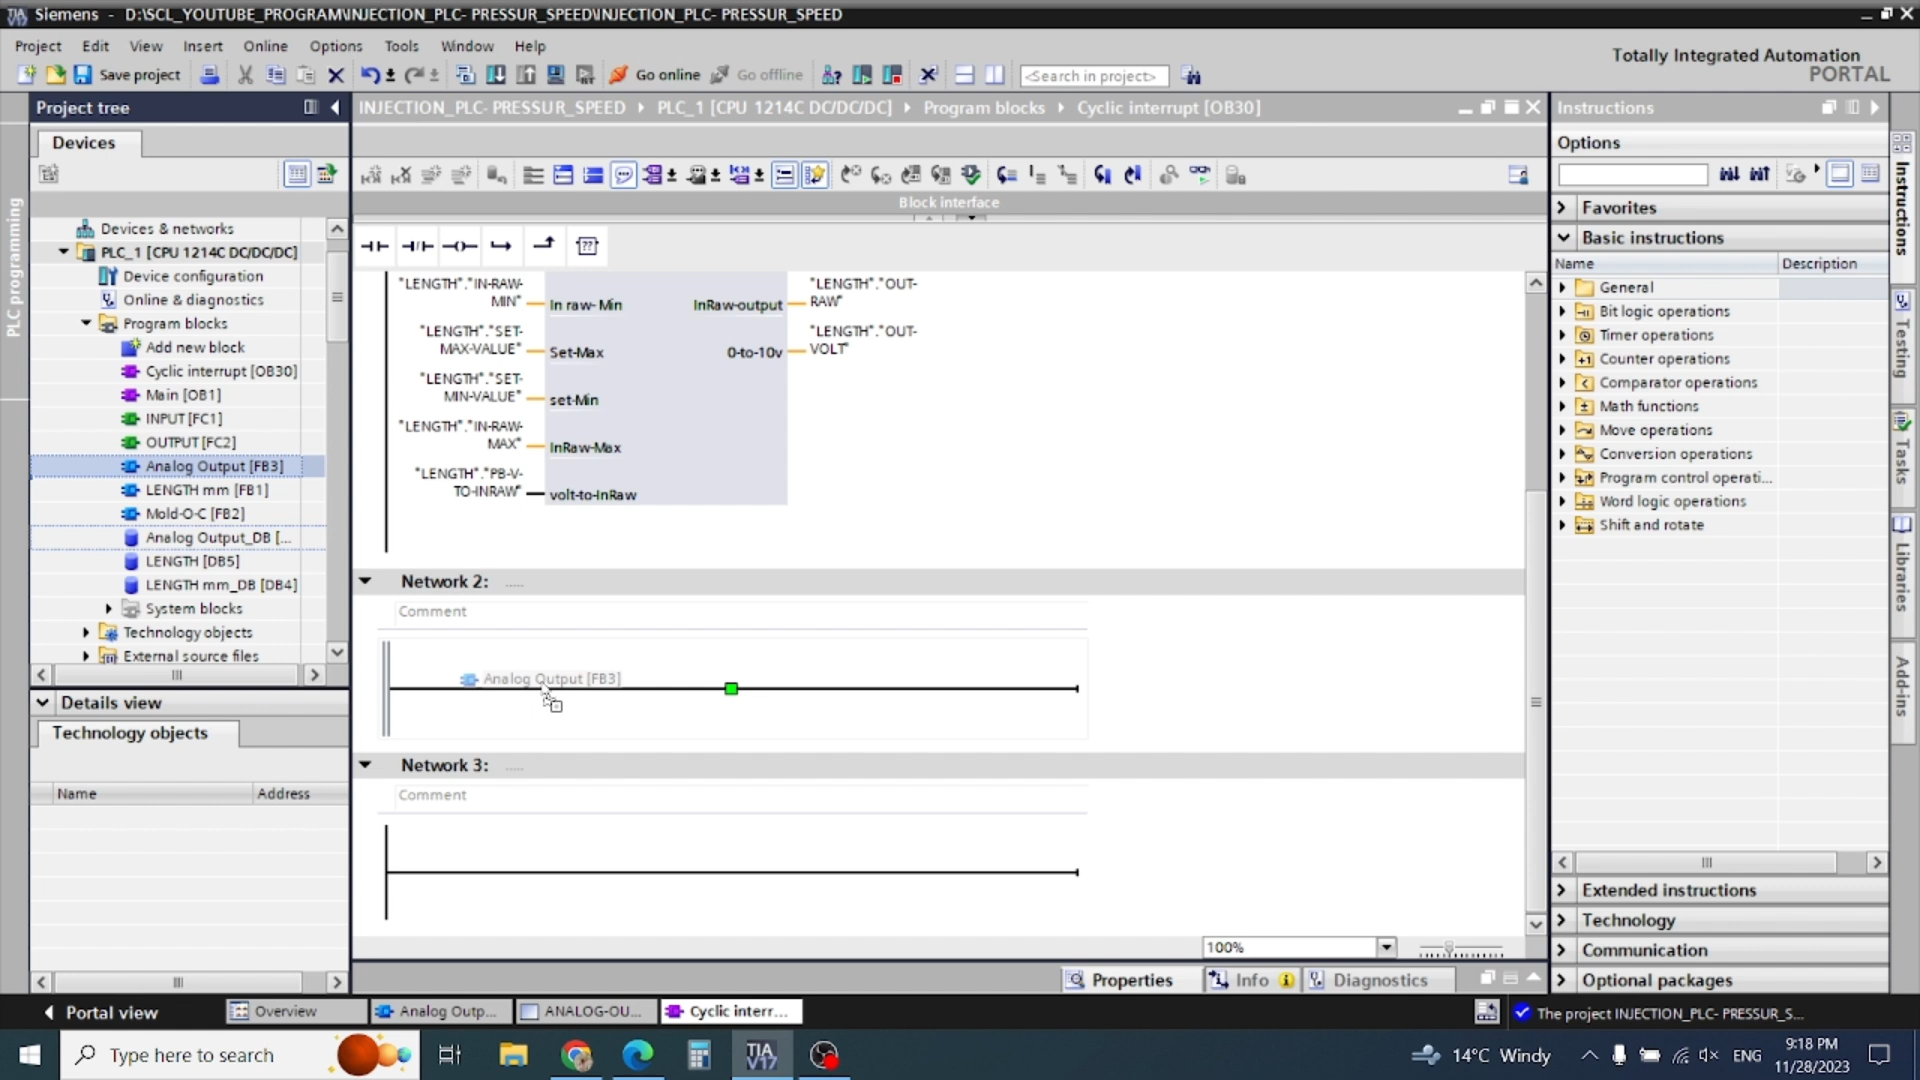 Siemens - D:\SCL_YOUTUBE_PROGRAM\INJECTION_PLC- PRESSUR_SPEED\INJECTION_PLC- PRESSUR_SPEED
Project Edit View Insert Online Options Tools Window Help
Totally Integrated Automation
PORTAL
Save project
Go online
Go offline
<Search in project>
Project tree
INJECTION_PLC- PRESSUR_SPEED PLC_1 [CPU 1214C DC/DC/DC] Program blocks Cyclic interrupt [OB30]
Instructions
Devices
Options
Block interface
PLC programming
Devices & networks
PLC_1 [CPU 1214C DC/DC/DC]
Device configuration
Online & diagnostics
Program blocks
Add new block
Cyclic interrupt [OB30]
Main [OB1]
INPUT [FC1]
OUTPUT [FC2]
Analog Output [FB3]
LENGTH mm [FB1]
Mold-O-C [FB2]
Analog Output_DB [...
LENGTH [DB5]
LENGTH mm_DB [DB4]
System blocks
Technology objects
External source files
Details view
Technology objects
Name Address
??
"LENGTH"."IN-RAW-
MIN"
In raw- Min
InRaw-output
"LENGTH"."OUT-
RAW"
"LENGTH"."SET-
MAX-VALUE"
Set-Max
0-to-10v
"LENGTH"."OUT-
VOLT"
"LENGTH"."SET-
MIN-VALUE"
set-Min
"LENGTH"."IN-RAW-
MAX"
InRaw-Max
"LENGTH"."PB-V-
TO-INRAW"
volt-to-InRaw
Network 2: .....
Comment
Analog Output [FB3]
Network 3: .....
Comment
100%
Properties Info Diagnostics
Favorites
Basic instructions
Name Description
General
Bit logic operations
Timer operations
Counter operations
Comparator operations
Math functions
Move operations
Conversion operations
Program control operati...
Word logic operations
Shift and rotate
Extended instructions
Technology
Communication
Optional packages
Instructions
Testing
Tasks
Libraries
Add-ins
Portal view
Overview
Analog Outp...
ANALOG-OU...
Cyclic interr...
The project INJECTION_PLC- PRESSUR_S...
Type here to search
TIA
V17
14°C Windy
ENG
9:18 PM
11/28/2023